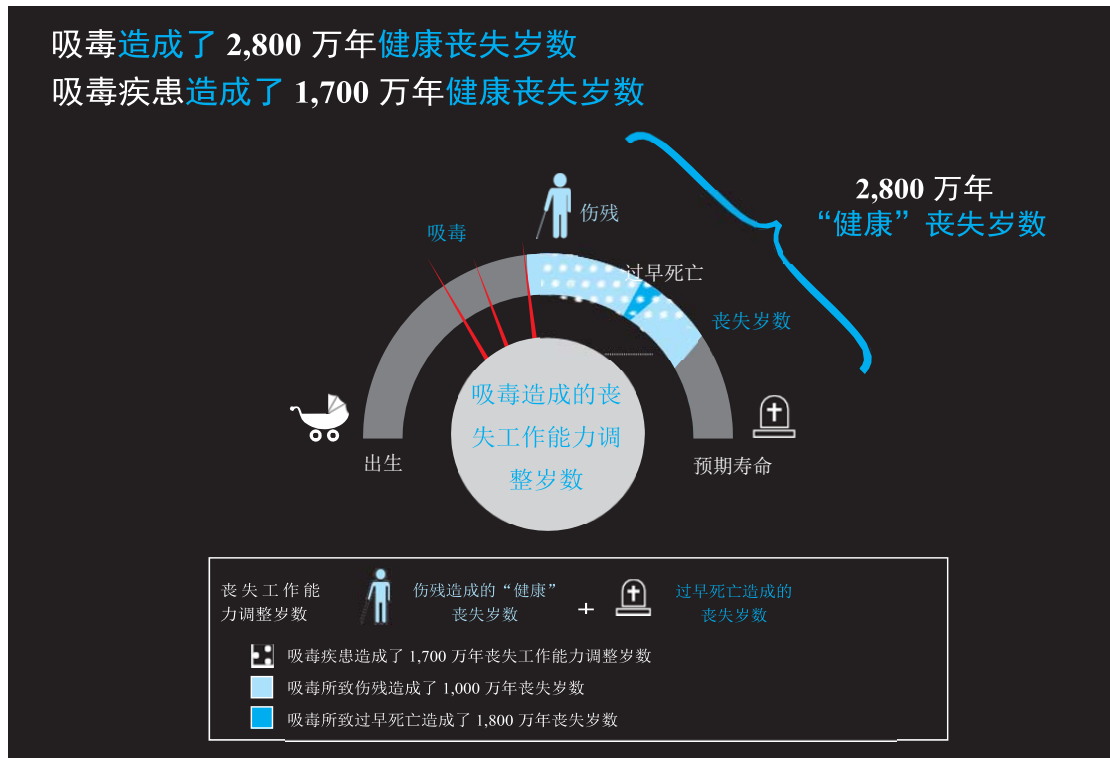 吸毒造成了 2,800 万年健康丧失岁数
吸毒疾患造成了 1,700 万年健康丧失岁数
2,800 万年
“健康”丧失岁数
伤残
吸毒
过早死亡
丧失岁数
吸毒造成的丧
失工作能力调
整岁数
出生
预期寿命
丧失工作能
力调整岁数
伤残造成的“健康”
丧失岁数
+
过早死亡造成的
丧失岁数
吸毒疾患造成了 1,700 万年丧失工作能力调整岁数
吸毒所致伤残造成了 1,000 万年丧失岁数
吸毒所致过早死亡造成了 1,800 万年丧失岁数